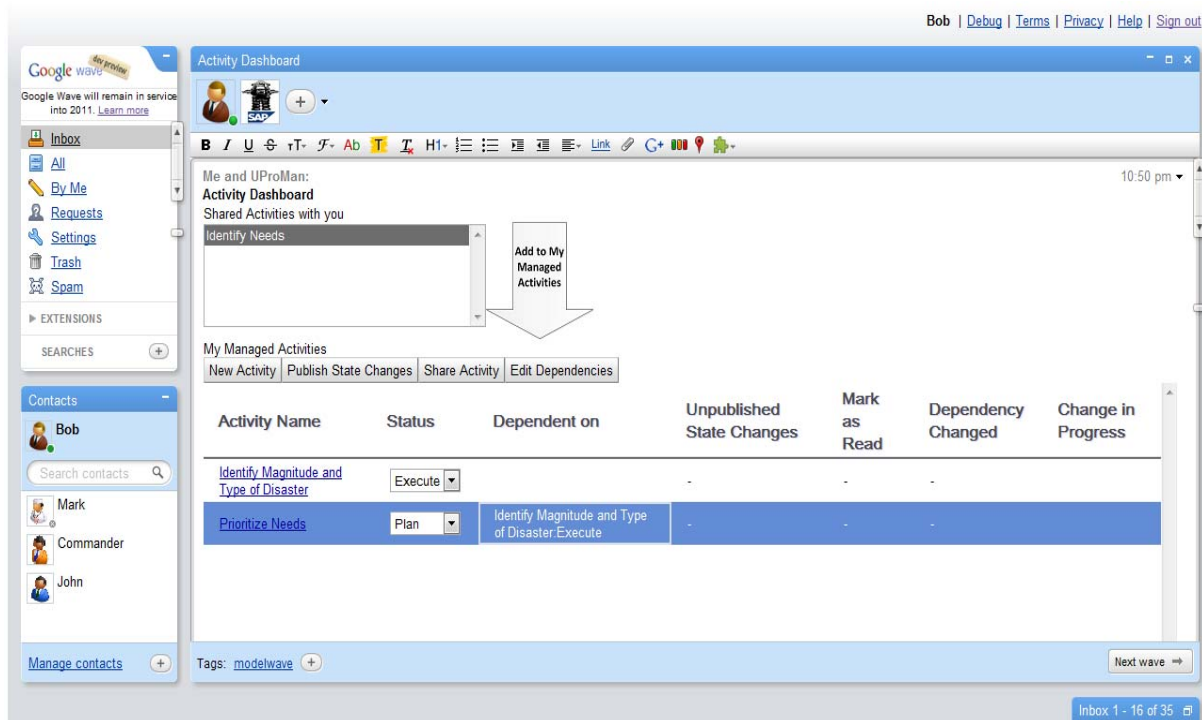 Bob | Debug | Terms | Privacy | Help | Sign out
Google wave
dev preview
Google Wave will remain in service
into 2011. Learn more
Inbox
All
By Me
Requests
Settings
Trash
Spam
EXTENSIONS
SEARCHES
Contacts
Bob
Search contacts
Mark
Commander
John
Manage contacts
Activity Dashboard
SAP
B I U S TT F Ab T T H1 Link G+
Me and UProMan:
10:50 pm
Activity Dashboard
Shared Activities with you
Identify Needs
Add to My
Managed
Activities
My Managed Activities
New Activity Publish State Changes Share Activity Edit Dependencies
Activity Name Status Dependent on Unpublished
State Changes Mark
as
Read Dependency
Changed Change in
Progress
Identify Magnitude and
Type of Disaster Execute - - -
Prioritize Needs Plan Identify Magnitude and Type
of Disaster:Execute - - -
Tags: modelwave
Next wave
Inbox 1 - 16 of 35